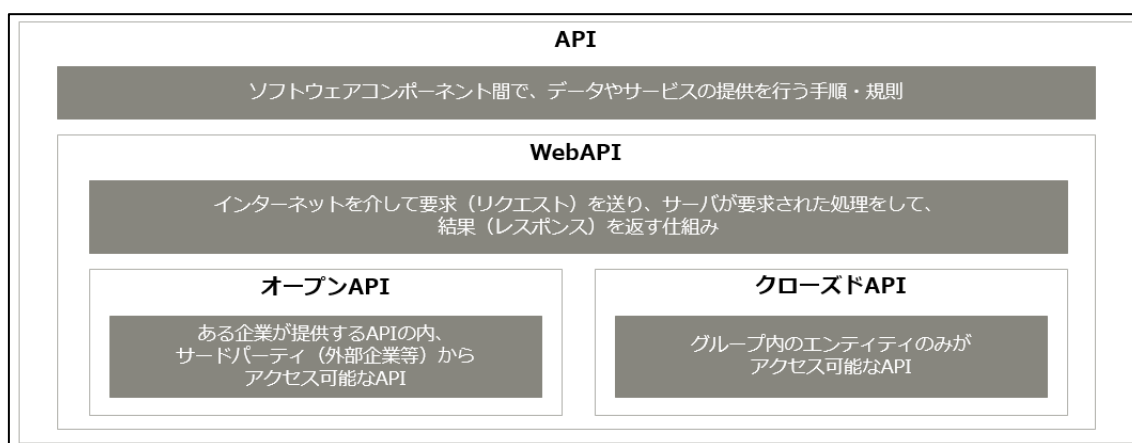 API
ソフトウェアコンポーネント間で、データやサービスの提供を行う手順・規則
WebAPI
インターネットを介して要求（リクエスト）を送り、サーバが要求された処理をして、
結果（レスポンス）を返す仕組み
オープンAPI
ある企業が提供するAPIの内、
サードパーティ（外部企業等）から
アクセス可能なAPI
クローズドAPI
グループ内のエンティティのみが
アクセス可能なAPI